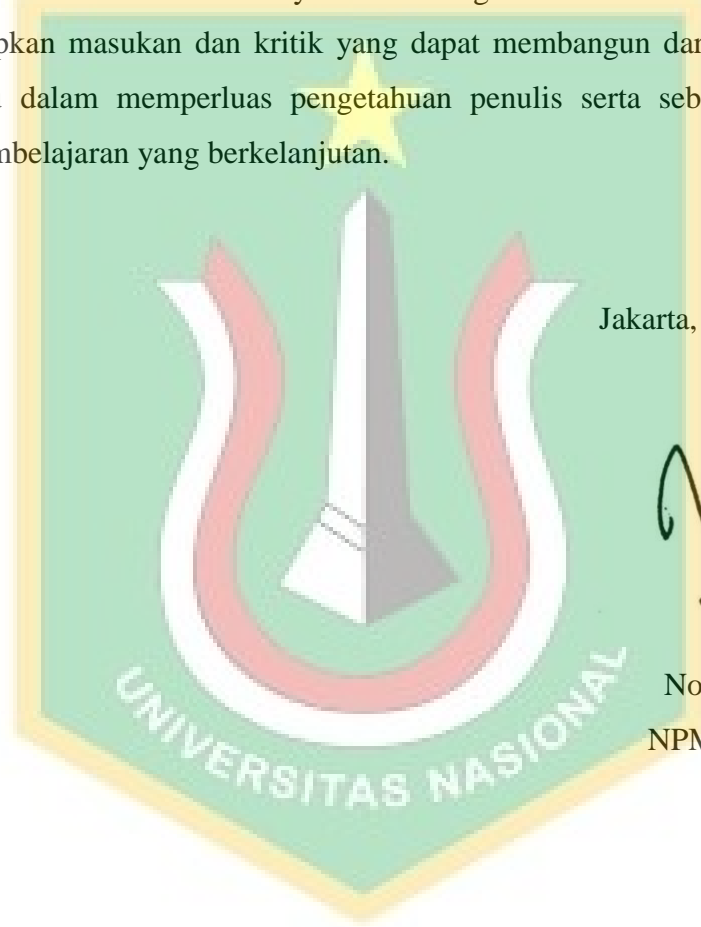 pkan masukan dan kritik yang dapat membangun dar
dalam memperluas pengetahuan penulis serta seb
mbelajaran yang berkelanjutan.
Jakarta,
No
NPM
UNIVERSITAS NASIONAL